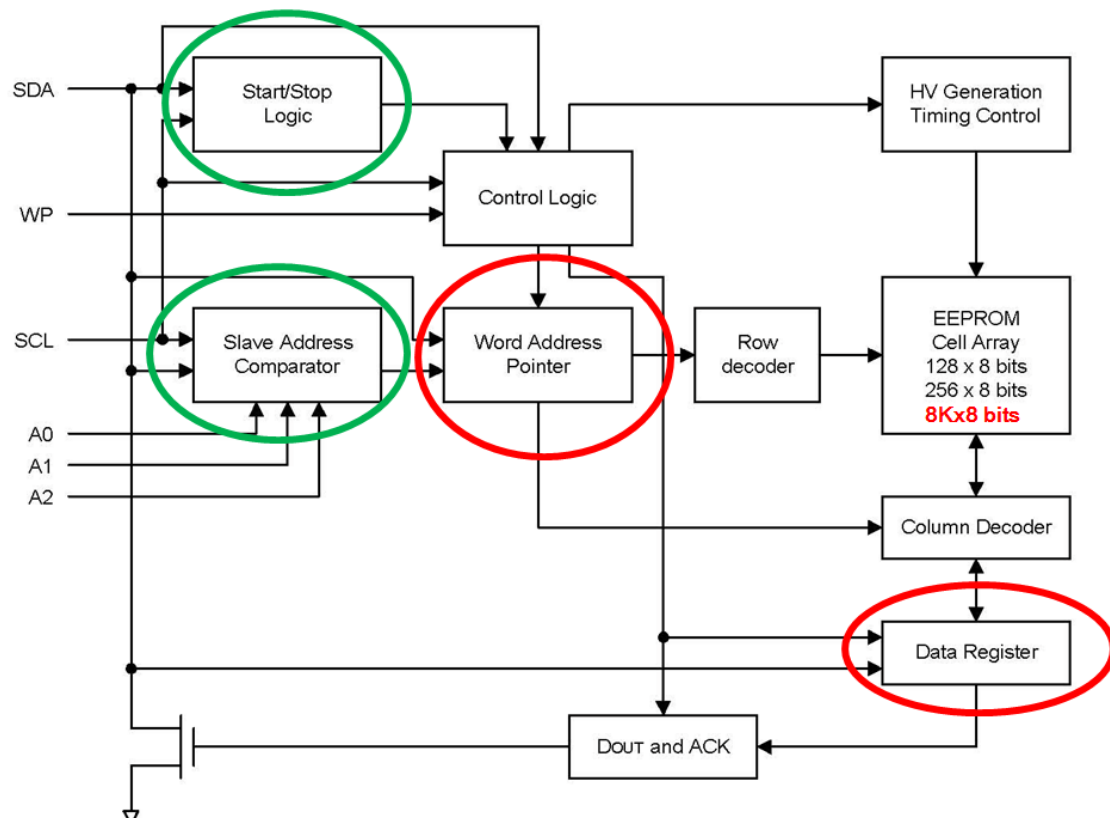 SDA
Start/Stop
Logic
HV Generation
Timing Control
WP
Control Logic
SCL
Slave Address
Comparator
Word Address
Pointer
Row
decoder
EEPROM
Cell Array
128 x 8 bits
256 x 8 bits
8Kx8 bits
A0
A1
A2
Column Decoder
Data Register
DOUT and ACK